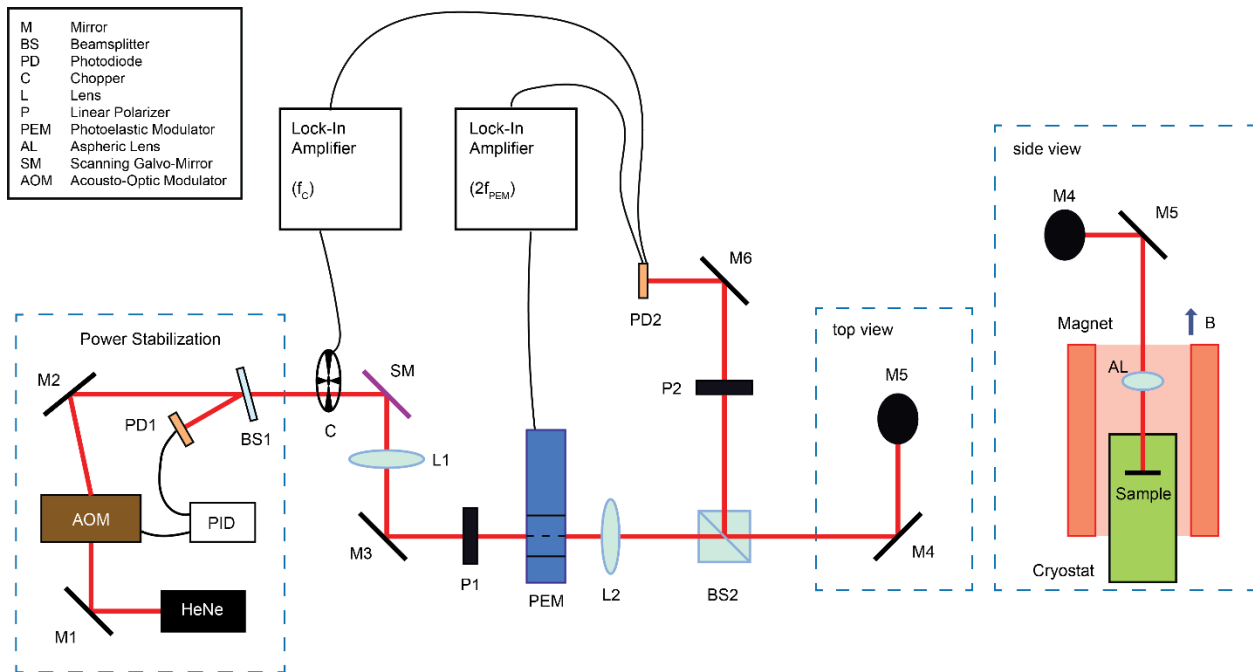 M Mirror
BS Beamsplitter
PD Photodiode
C Chopper
L Lens
P Linear Polarizer
PEM Photoelastic Modulator
AL Aspheric Lens
SM Scanning Galvo-Mirror
AOM Acousto-Optic Modulator
Lock-In
Amplifier
(fC)
Lock-In
Amplifier
(2fPEM)
side view
M4
M5
Magnet
B
AL
Sample
Cryostat
M6
PD2
top view
M5
Power Stabilization
M2
PD1
BS1
C
SM
L1
P2
AOM
PID
M3
P1
PEM
L2
BS2
M4
M1
HeNe